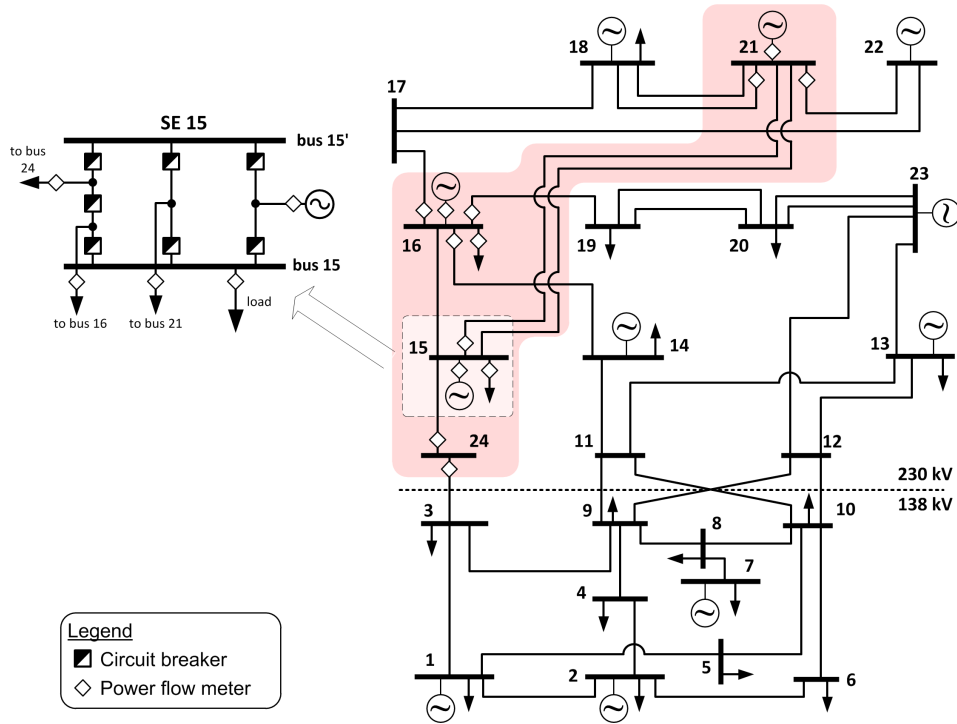 18
21
22
17
SE 15
bus 15'
to bus
24
23
16
19
20
bus 15
load
to bus 16
to bus 21
15
14
13
24
11
12
230 kV
138 kV
3
9
10
8
7
4
Legend
Circuit breaker
Power flow meter
1
2
5
6